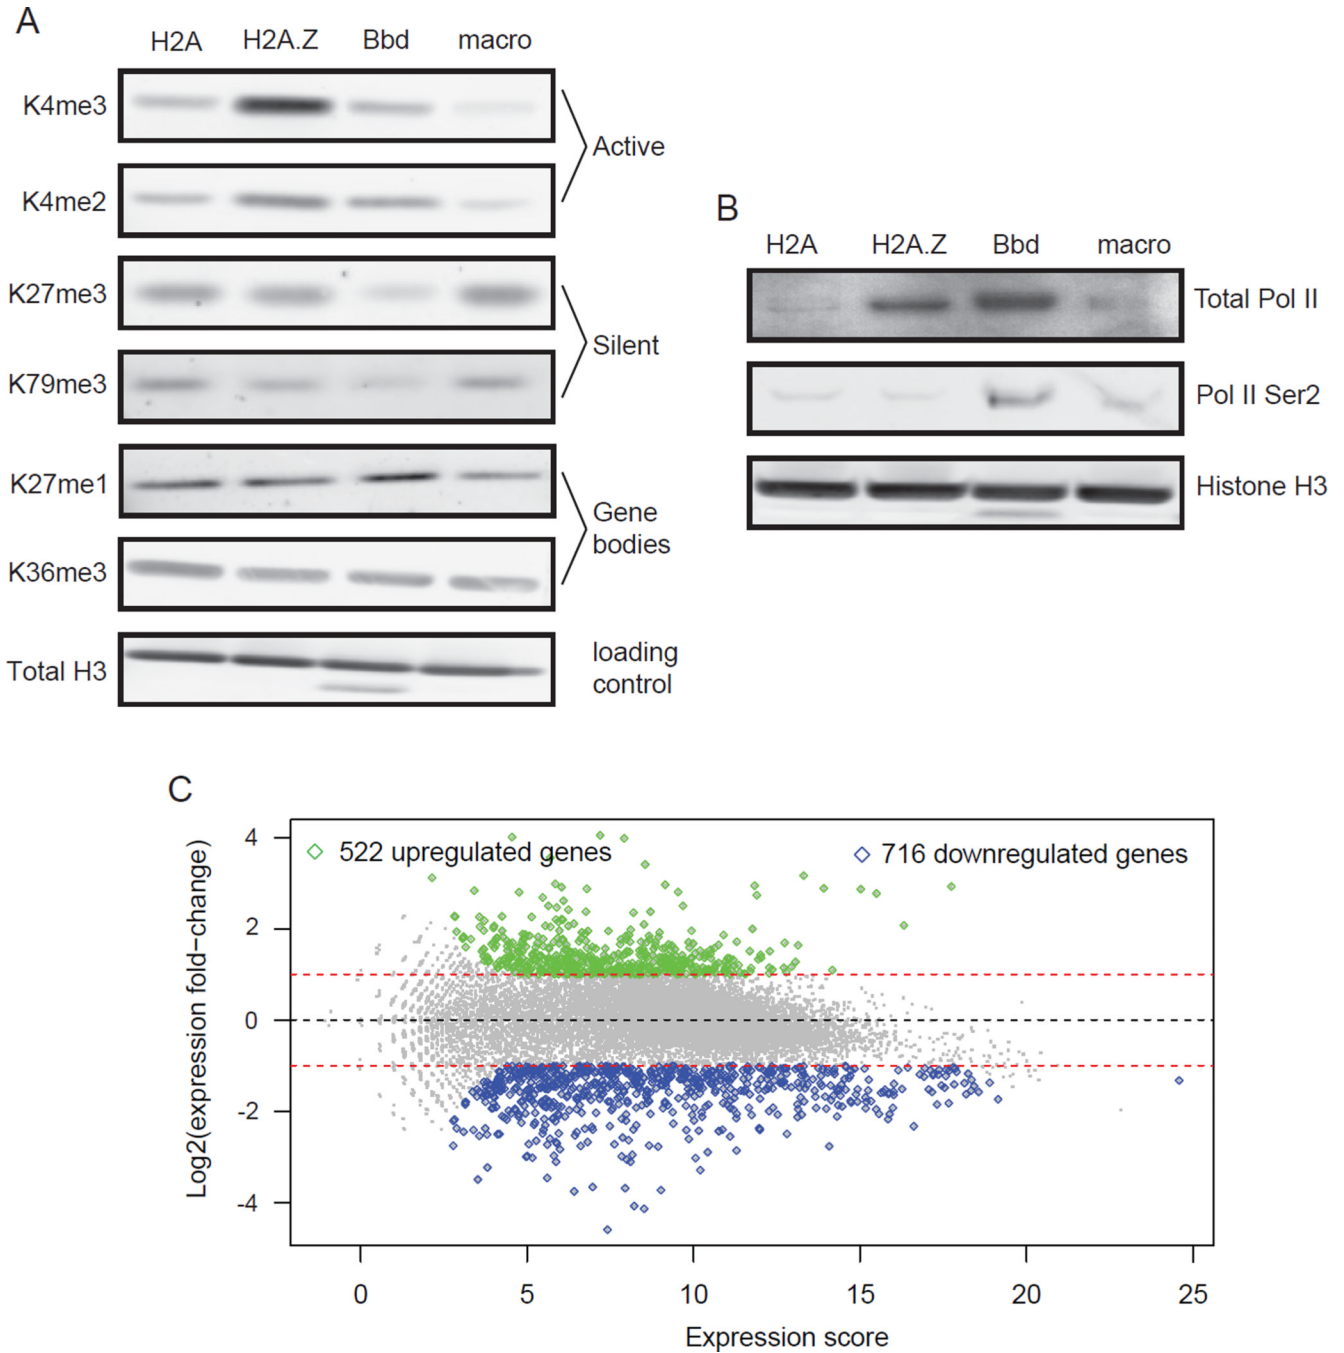 A
H2A H2A.Z Bbd macro
K4me3
Active
K4me2
K27me3
Silent
K79me3
K27me1
Gene
bodies
K36me3
Total H3
loading
control
B
H2A H2A.Z Bbd macro
Total Pol II
Pol II Ser2
Histone H3
C
522 upregulated genes
716 downregulated genes
Log2(expression fold−change)
4
2
0
-2
-4
0 5 10 15 20 25
Expression score